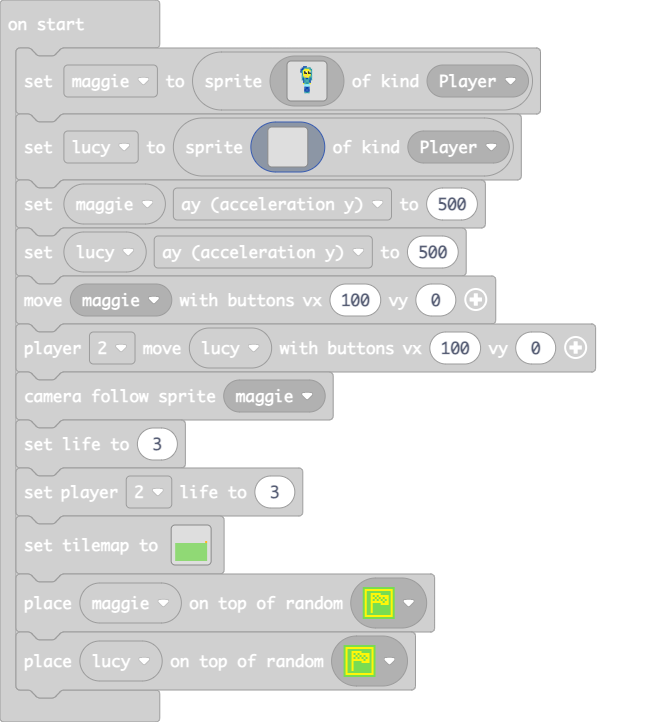 on start
set maggie to sprite of kind Player
set lucy to sprite of kind Player
set maggie ay (acceleration y) to 500
set lucy ay (acceleration y) to 500
move maggie with buttons vx 100 vy 0
player 2 move lucy with buttons vx 100 vy 0
camera follow sprite maggie
set life to 3
set player 2 life to 3
set tilemap to
place maggie on top of random
place lucy on top of random